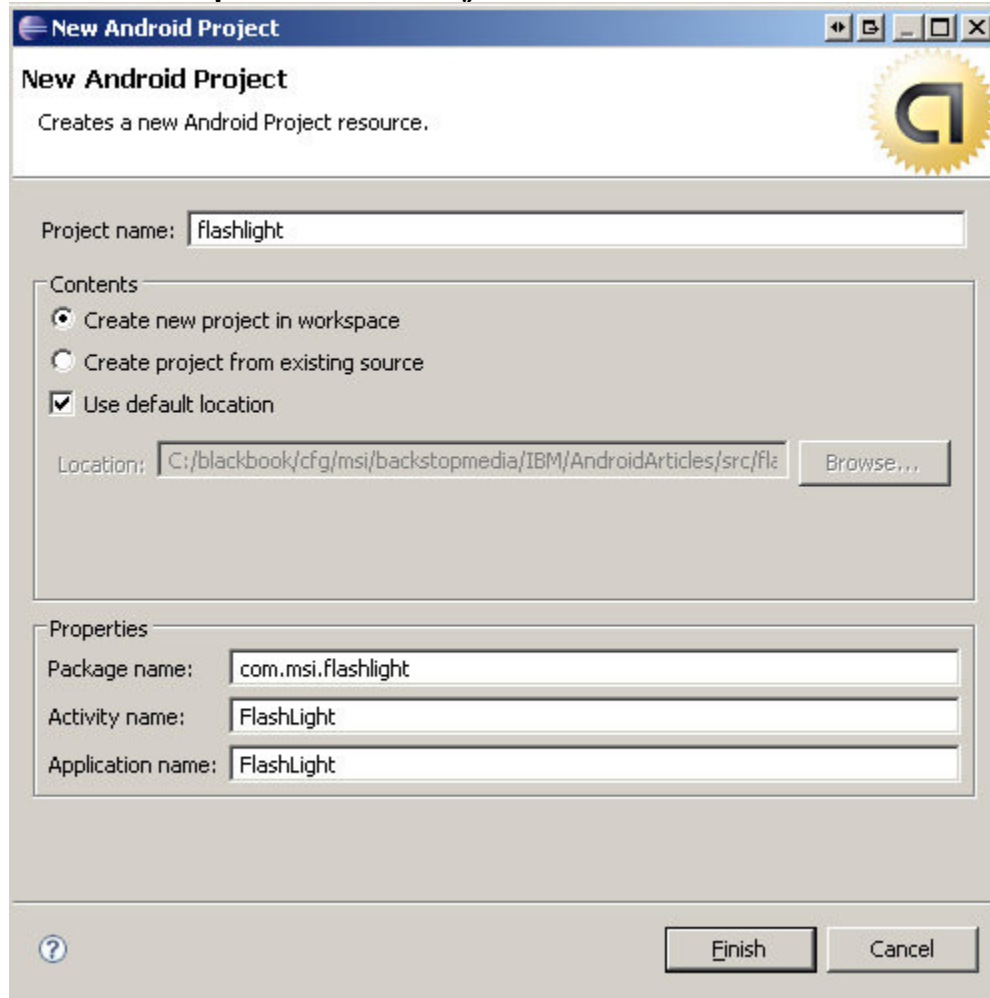 New Android Project
New Android Project
Creates a new Android Project resource.
Project name: flashlight
Contents
Create new project in workspace
Create project from existing source
Use default location
Location: C:/blackbook/cfg/msi/backstopmedia/IBM/AndroidArticles/src/fla
Browse...
Properties
Package name: com.msi.flashlight
Activity name: FlashLight
Application name: FlashLight
Finish Cancel